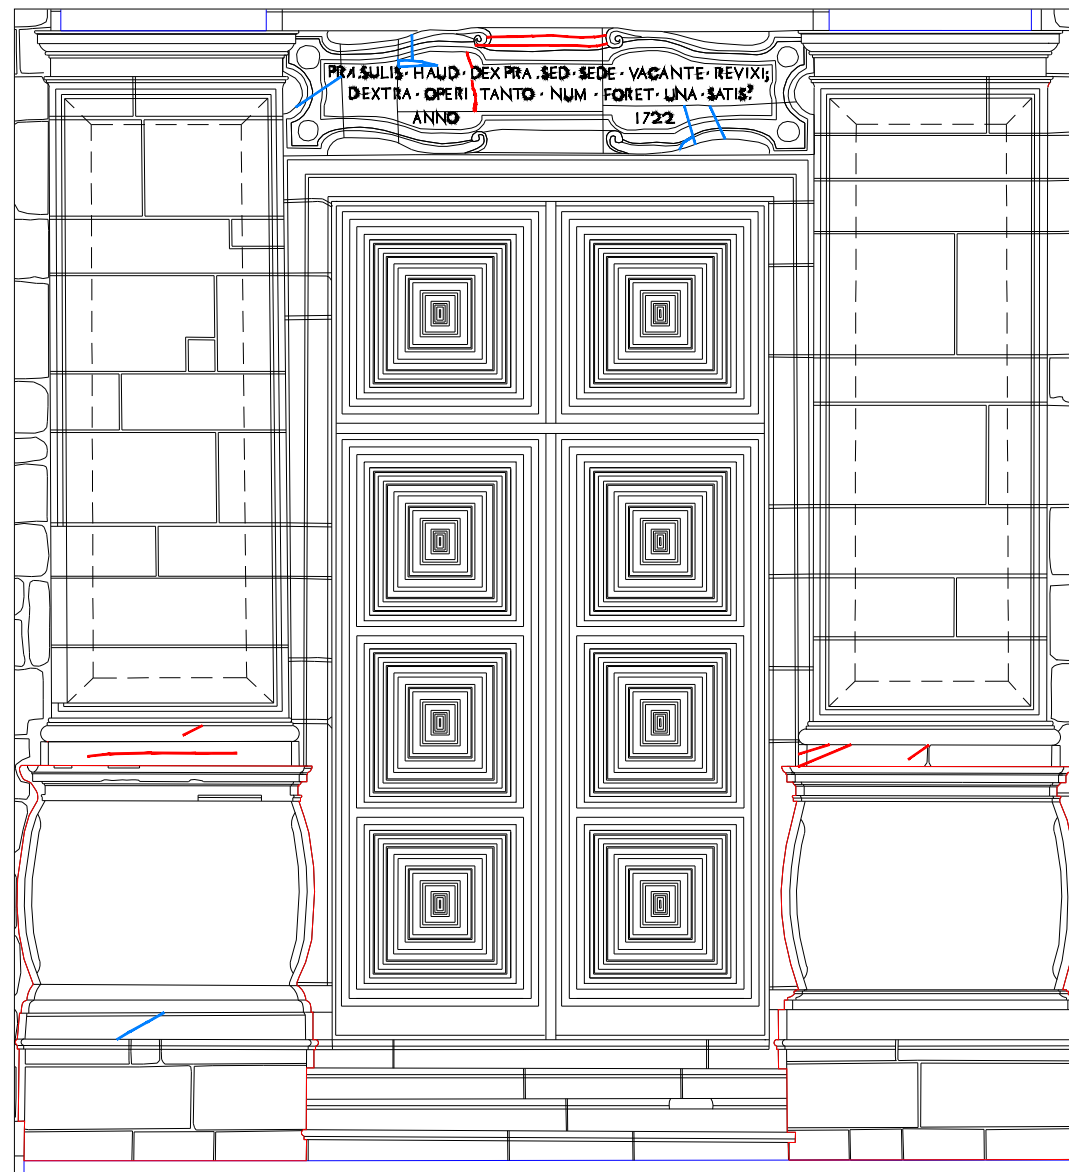 PRÆSULIS · HAUD · DEXTRA · SED · SEDE · VACANTE · REVIXI;
DEXTRA · OPERI · TANTO · NUM · FORET · UNA · SATIS?
ANNO 1722